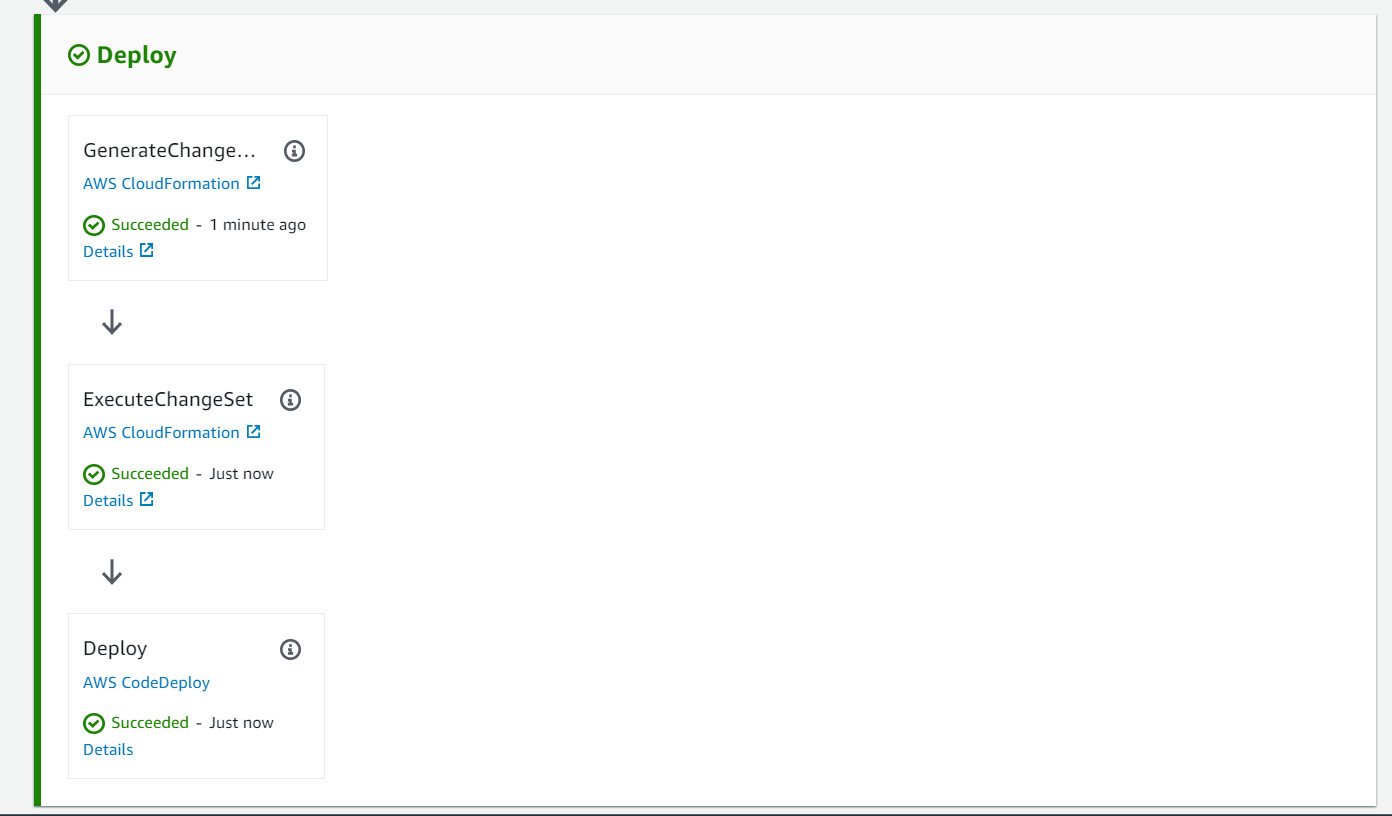 Deploy
GenerateChange...
AWS CloudFormation
Succeeded - 1 minute ago
Details
ExecuteChangeSet
AWS CloudFormation
Succeeded - Just now
Details
Deploy
AWS CodeDeploy
Succeeded - Just now
Details